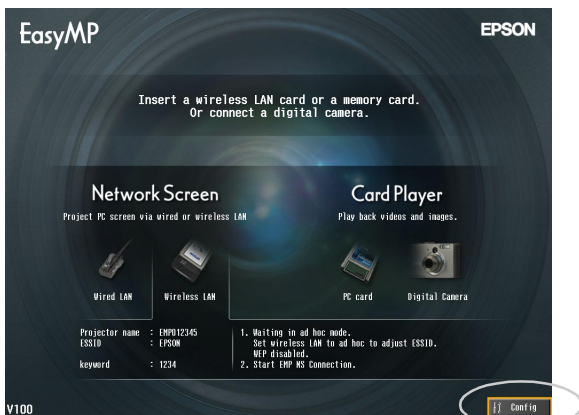 EasyMP
EPSON
Insert a wireless LAN card or a memory card.
Or connect a digital camera.
Network Screen
Project PC screen via wired or wireless LAN
Card Player
Play back videos and images.
Wired LAN
Wireless LAN
PC card
Digital Camera
Projector name : EMP012345
ESSID : EPSON
keyword : 1234
1. Waiting in ad hoc mode.
Set wireless LAN to ad hoc to adjust ESSID.
WEP disabled.
2. Start EMP NS Connection.
V100
Config